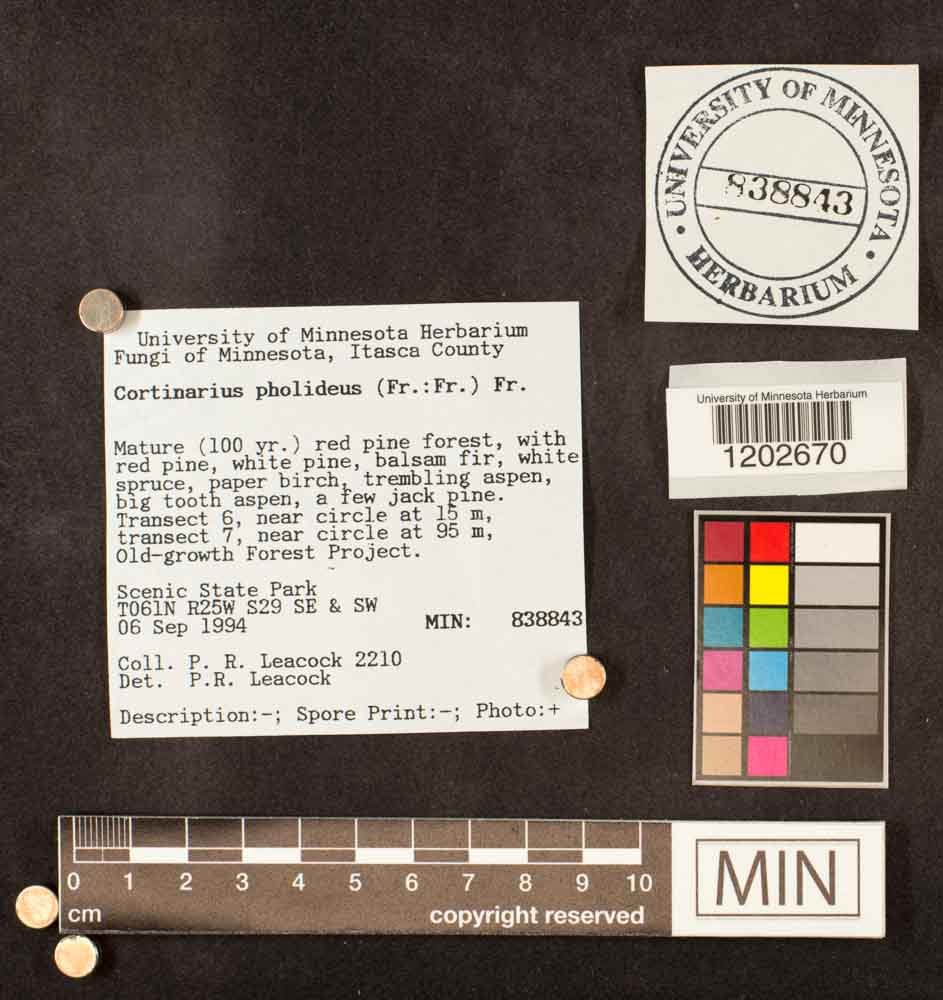 UNIVERSITY OF MINNESOTA
838843
HERBARIUM
University of Minnesota Herbarium
Fungi of Minnesota, Itasca County
Cortinarius pholideus (Fr.:Fr.) Fr.
Mature (100 yr.) red pine forest, with
red pine, white pine, balsam fir, white
spruce, paper birch, trembling aspen,
big tooth aspen, a few jack pine.
Transect 6, near circle at 15 m,
transect 7, near circle at 95 m,
Old-growth Forest Project.
Scenic State Park
T061N R25W S29 SE & SW
06 Sep 1994 MIN: 838843
Coll. P. R. Leacock 2210
Det. P.R. Leacock
Description:-; Spore Print:-; Photo:+
University of Minnesota Herbarium
1202670
0 1 2 3 4 5 6 7 8 9 10
cm copyright reserved
MIN